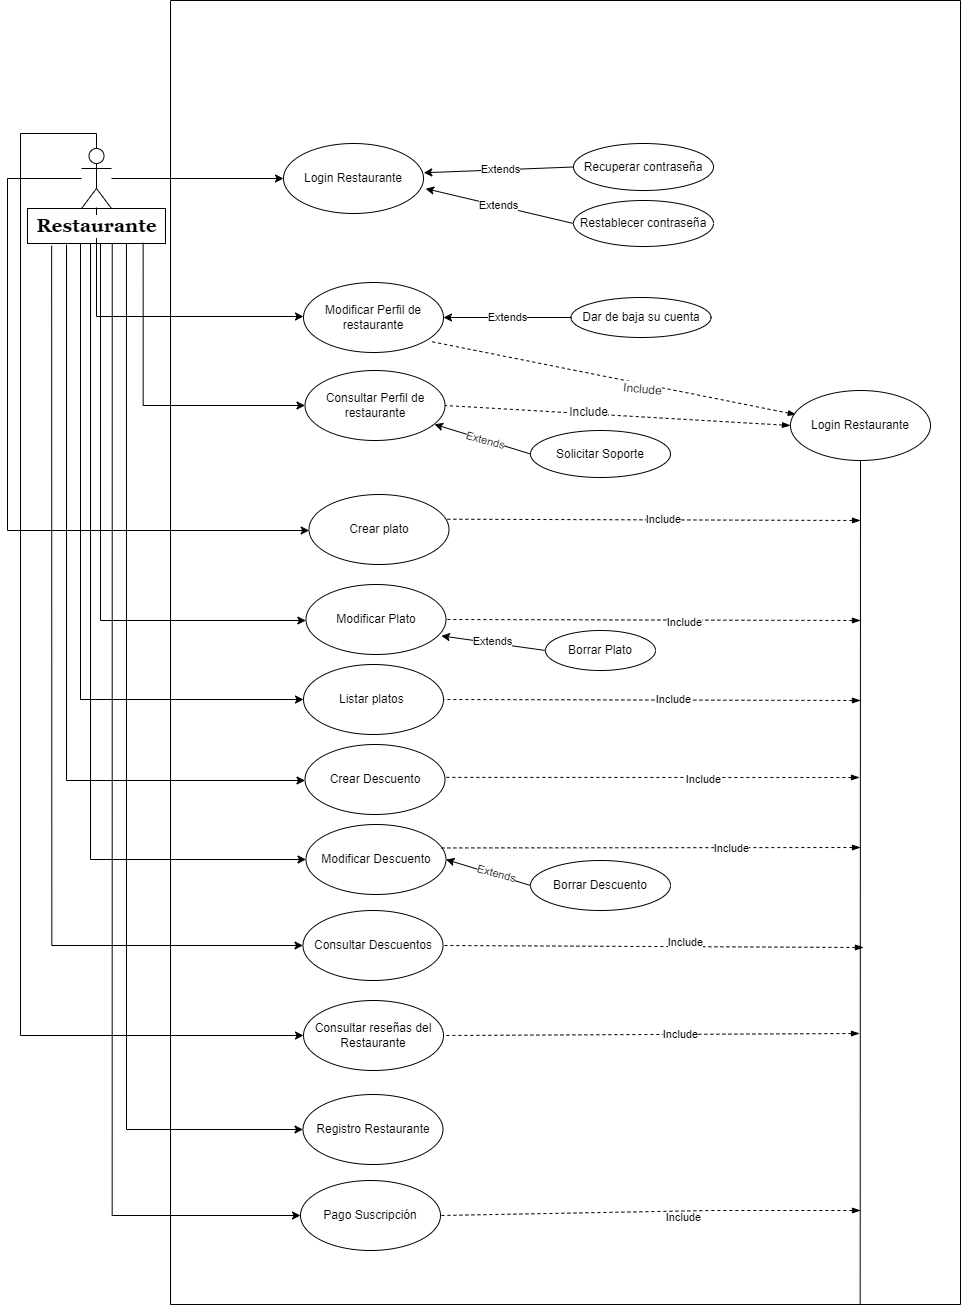 Login Restaurante
Extends
Recuperar contraseña
Extends
Restablecer contraseña
Restaurante
Modificar Perfil de
restaurante
Extends
Dar de baja su cuenta
Include
Consultar Perfil de
restaurante
Include
Login Restaurante
Extends
Solicitar Soporte
Crear plato
Include
Modificar Plato
Include
Extends
Borrar Plato
Listar platos
Include
Crear Descuento
Include
Modificar Descuento
Include
Extends
Borrar Descuento
Consultar Descuentos
Include
Consultar reseñas del
Restaurante
Include
Registro Restaurante
Pago Suscripción
Include